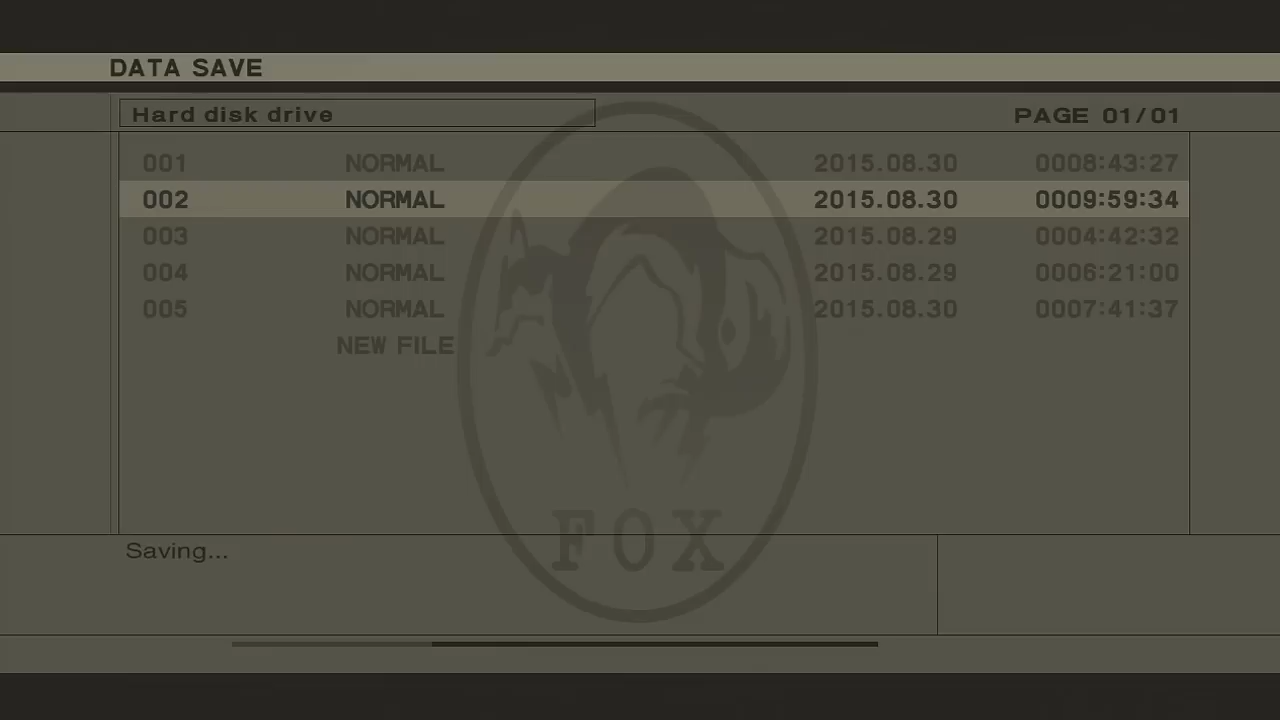 DATA SAVE
Hard disk drive PAGE 01/01
001 NORMAL 2015.08.30 0008:43:27
002 NORMAL 2015.08.30 0009:59:34
003 NORMAL 2015.08.29 0004:42:32
004 NORMAL 2015.08.29 0006:21:00
005 NORMAL 2015.08.30 0007:41:37
NEW FILE
FOX
Saving...